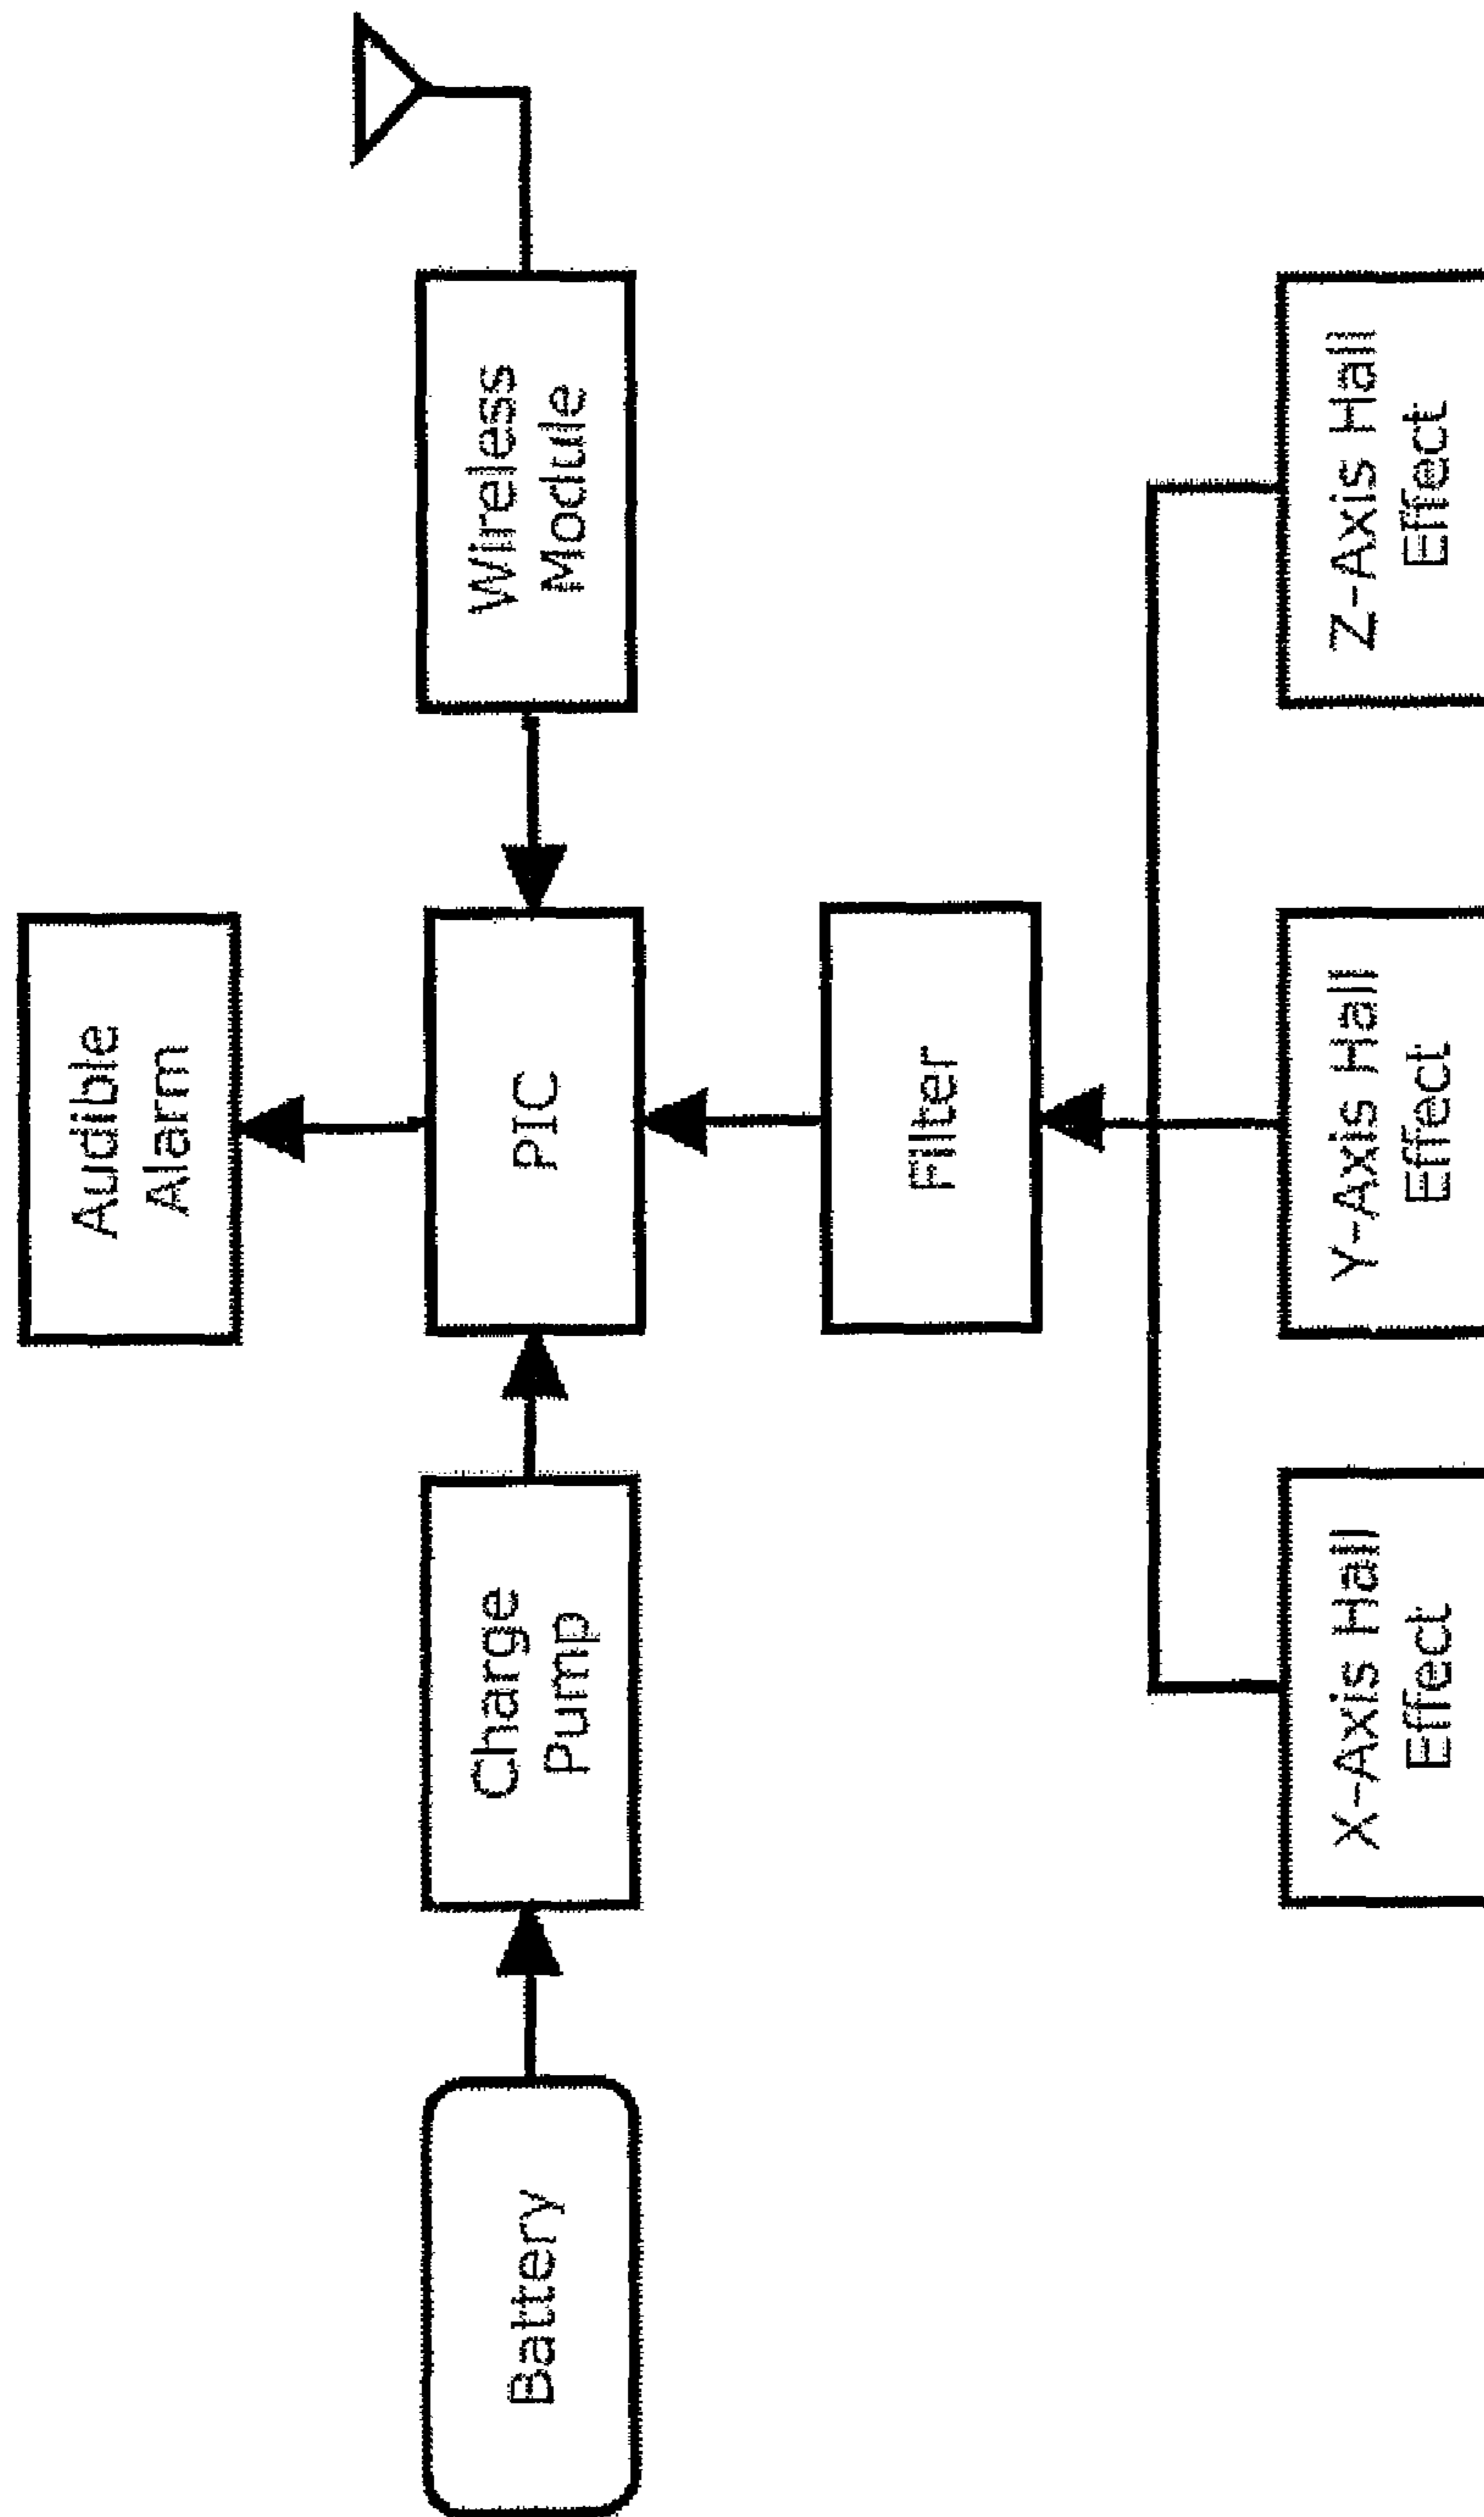 Audible
Alarm
Battery
Charge
Pump
PIC
Wireless
Module
Filter
X-Axis Hall
Effect
Y-Axis Hall
Effect
Z-Axis Hall
Effect